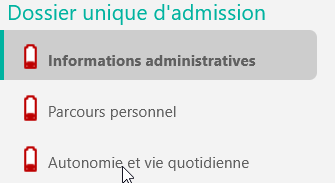 Dossier unique d'admission
Informations administratives
Parcours personnel
Autonomie et vie quotidienne